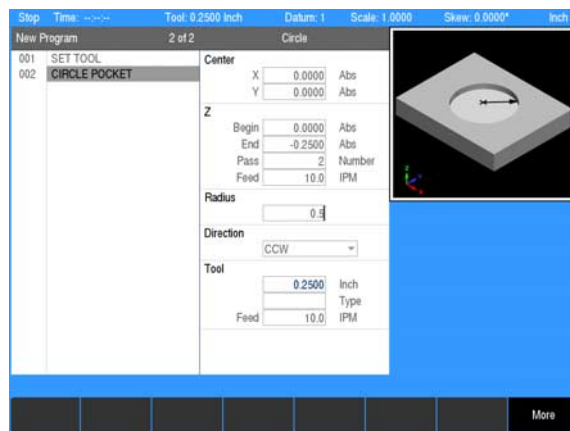 Stop Time: --:--:-- Tool: 0.2500 Inch Datum: 1 Scale: 1.0000 Skew: 0.0000° Inch
New Program 2 of 2 Circle
001 SET TOOL
002 CIRCLE POCKET
Center
X 0.0000 Abs
Y 0.0000 Abs
Z
Begin 0.0000 Abs
End -0.2500 Abs
Pass 2 Number
Feed 10.0 IPM
Radius
0.5
Direction
CCW
Tool
0.2500 Inch
Type
Feed 10.0 IPM
More